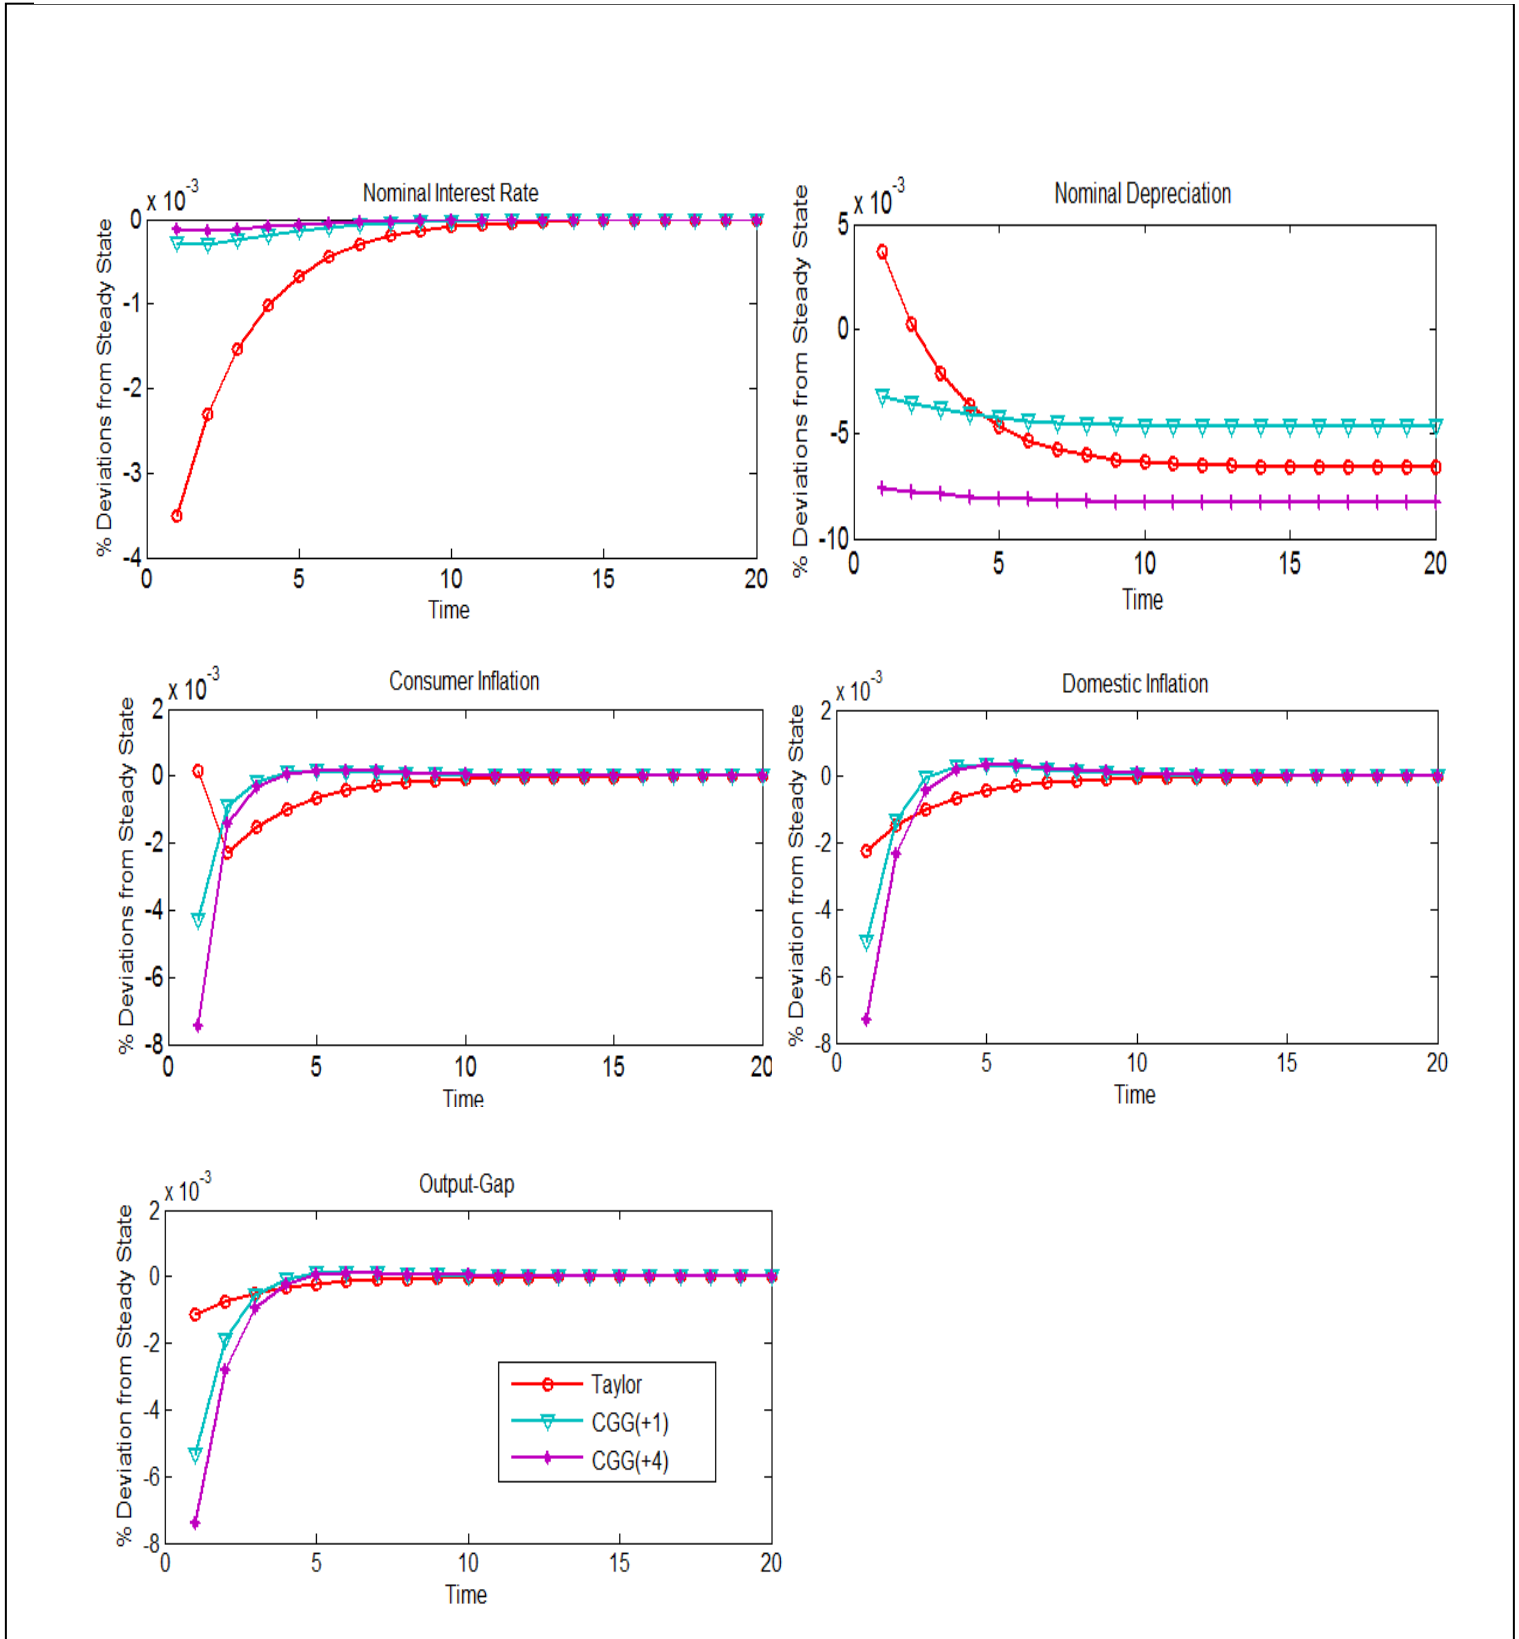 x 10-3
Nominal Interest Rate
% Deviations from Steady State
0
-1
-2
-3
-4
0 5 10 15 20
Time
x 10-3
Nominal Depreciation
% Deviations from Steady State
5
0
-5
-10
0 5 10 15 20
Time
x 10-3
Consumer Inflation
% Deviations from Steady State
2
0
-2
-4
-6
-8
0 5 10 15 20
Time
x 10-3
Domestic Inflation
% Deviation from Steady State
2
0
-2
-4
-6
-8
0 5 10 15 20
Time
x 10-3
Output-Gap
% Deviation from Steady State
2
0
-2
-4
-6
-8
0 5 10 15 20
Time
Taylor
CGG(+1)
CGG(+4)